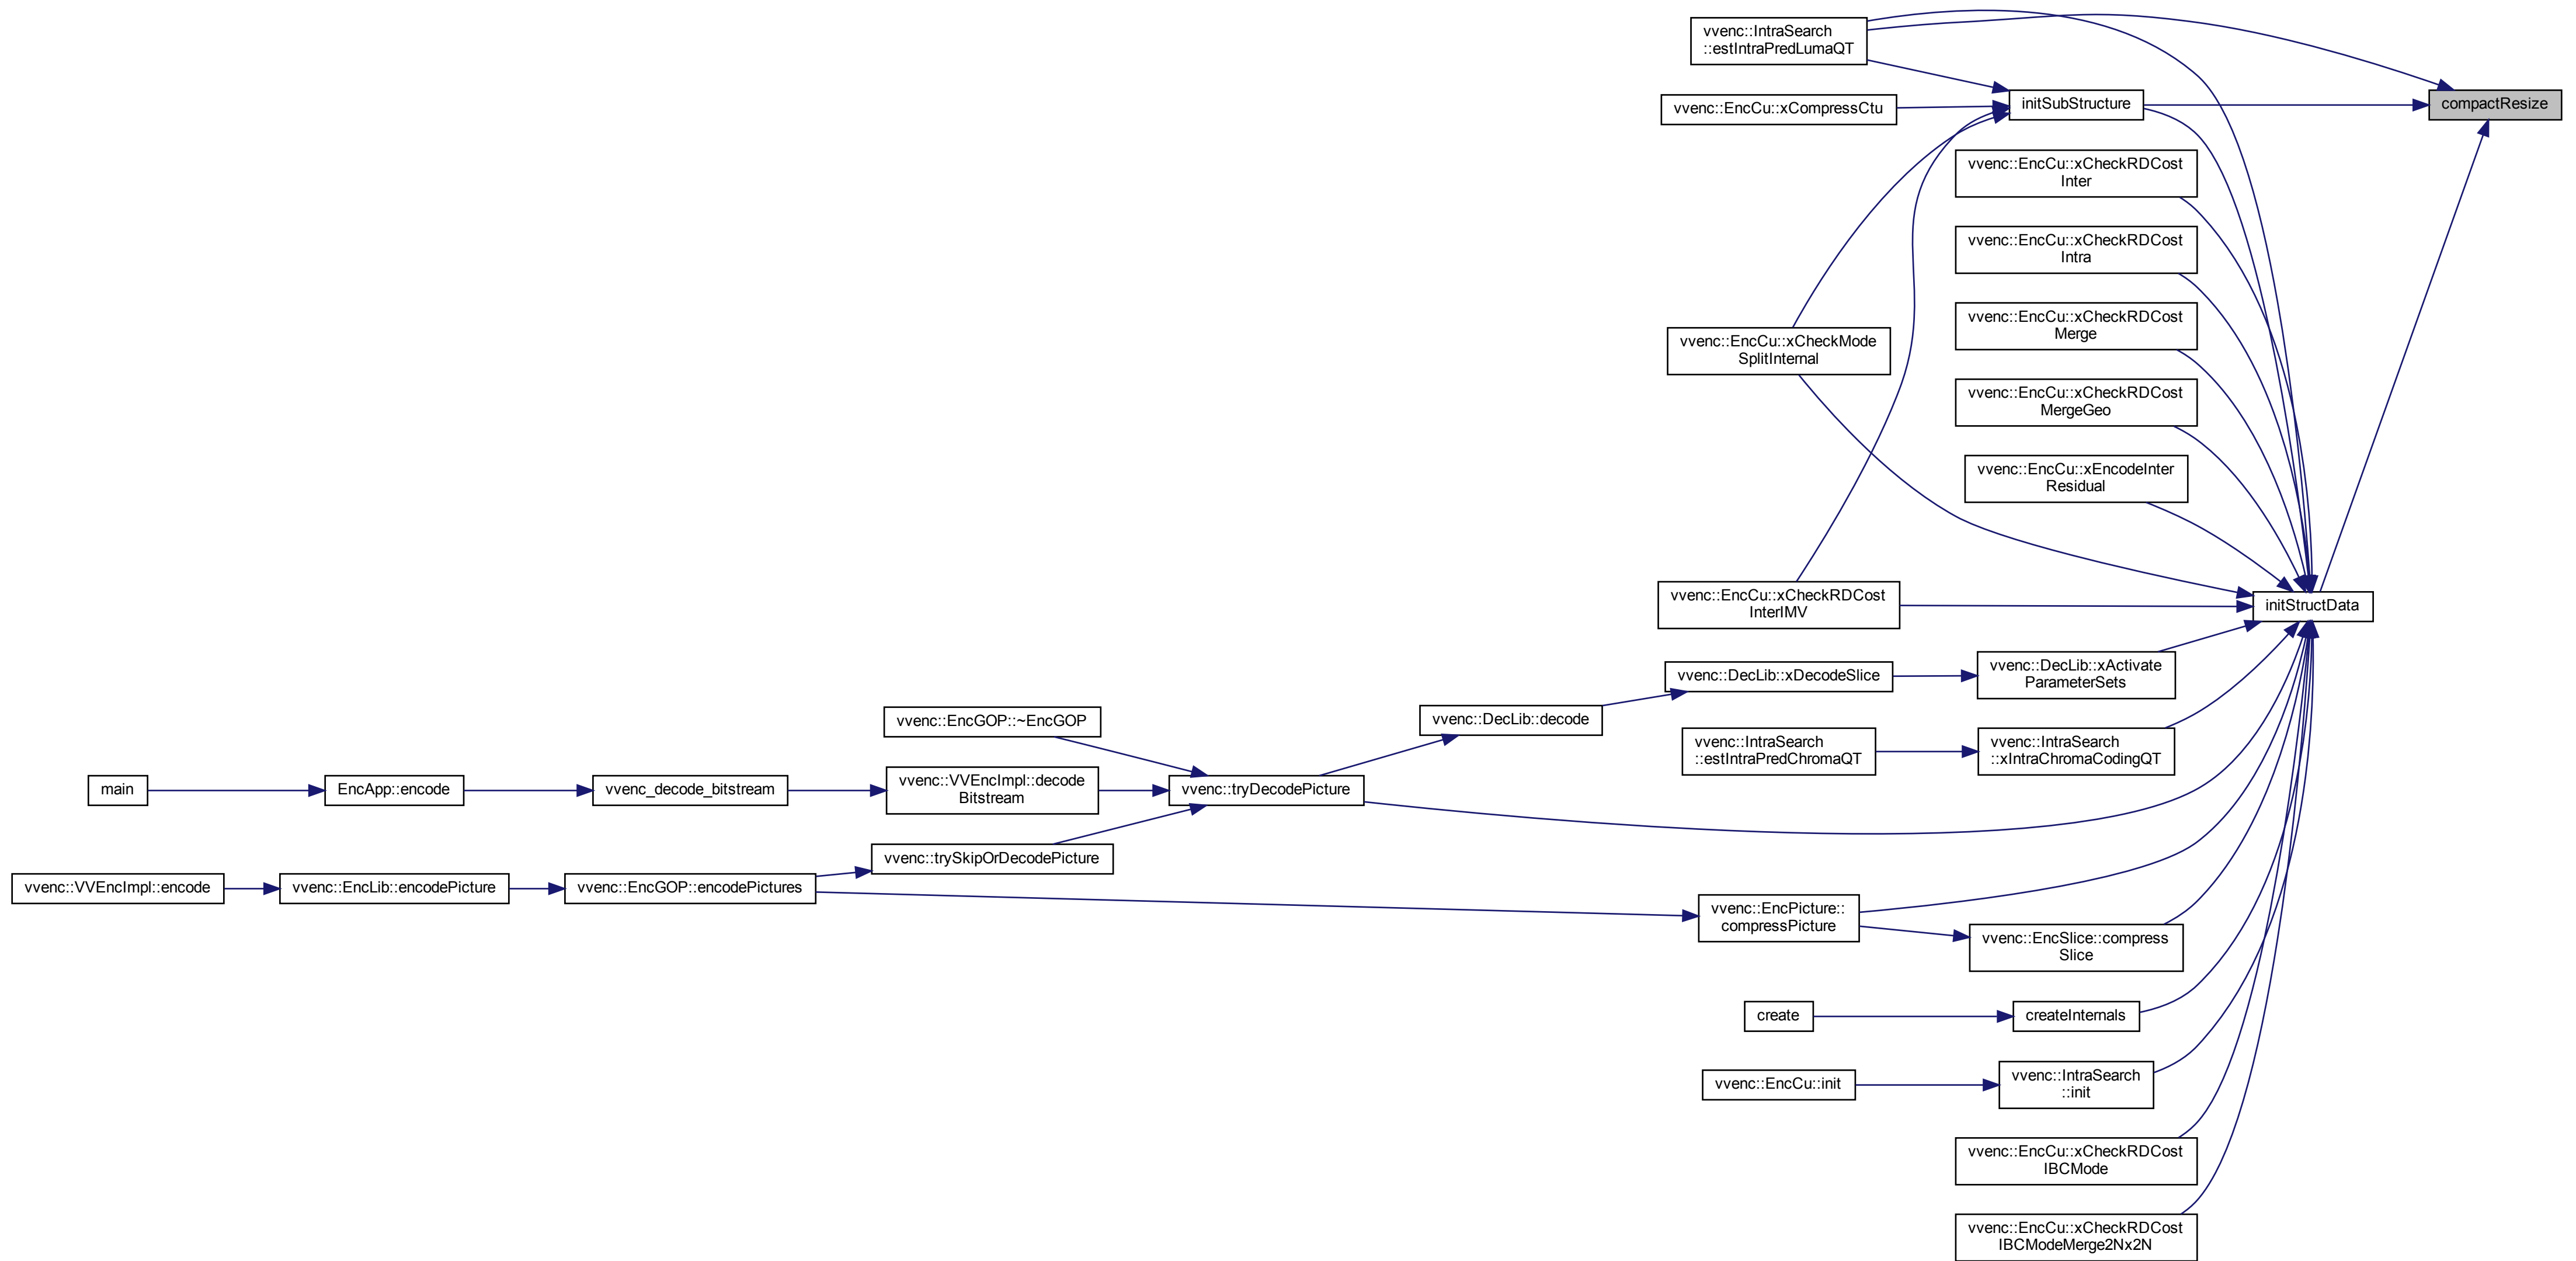 vvenc::IntraSearch
::estIntraPredLumaQT
compactResize
initSubStructure
vvenc::EncCu::xCompressCtu
vvenc::EncCu::xCheckRDCost
Inter
vvenc::EncCu::xCheckRDCost
Intra
vvenc::EncCu::xCheckRDCost
Merge
vvenc::EncCu::xCheckMode
SplitInternal
vvenc::EncCu::xCheckRDCost
MergeGeo
vvenc::EncCu::xEncodeInter
Residual
vvenc::EncCu::xCheckRDCost
InterIMV
initStructData
vvenc::DecLib::xDecodeSlice
vvenc::DecLib::xActivate
ParameterSets
vvenc::EncGOP::~EncGOP
vvenc::DecLib::decode
vvenc::IntraSearch
::estIntraPredChromaQT
vvenc::IntraSearch
::xIntraChromaCodingQT
main
EncApp::encode
vvenc_decode_bitstream
vvenc::VVEncImpl::decode
Bitstream
vvenc::tryDecodePicture
vvenc::trySkipOrDecodePicture
vvenc::VVEncImpl::encode
vvenc::EncLib::encodePicture
vvenc::EncGOP::encodePictures
vvenc::EncPicture::
compressPicture
vvenc::EncSlice::compress
Slice
create
createInternals
vvenc::EncCu::init
vvenc::IntraSearch
::init
vvenc::EncCu::xCheckRDCost
IBCMode
vvenc::EncCu::xCheckRDCost
IBCModeMerge2Nx2N